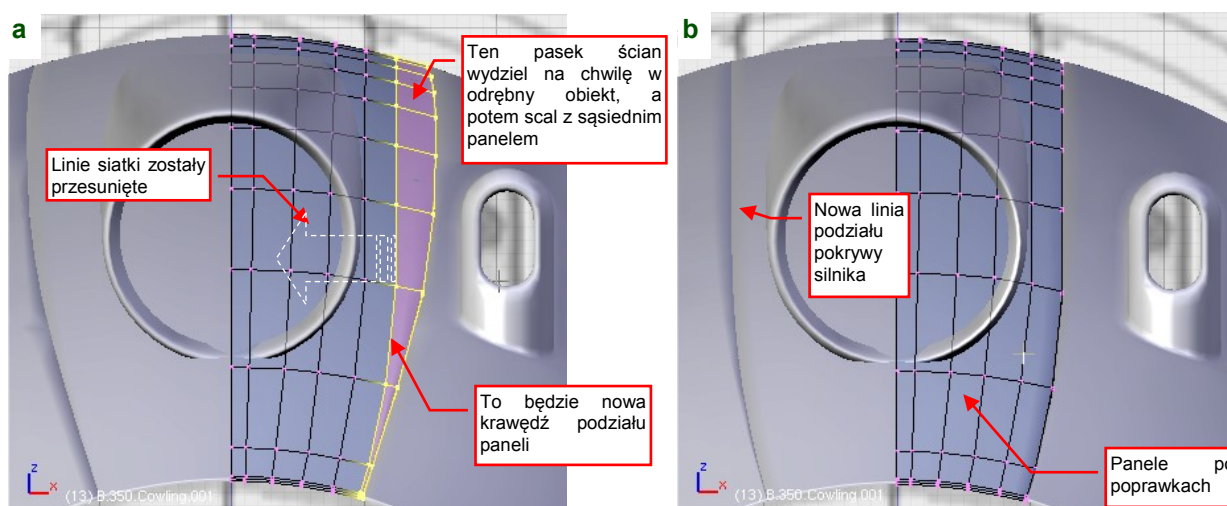 a
Ten pasek ścian
wydziel na chwilę w
odrębny obiekt, a
potem scal z sąsiednim
panelem
Linie siatki zostały
przesunięte
To będzie nowa
krawędź podziału
paneli
z
x
(13) B.350.Cowling.001
b
Nowa linia
podziału
pokrywy
silnika
Panele po
poprawkach
z
x
(13) B.350.Cowling.001